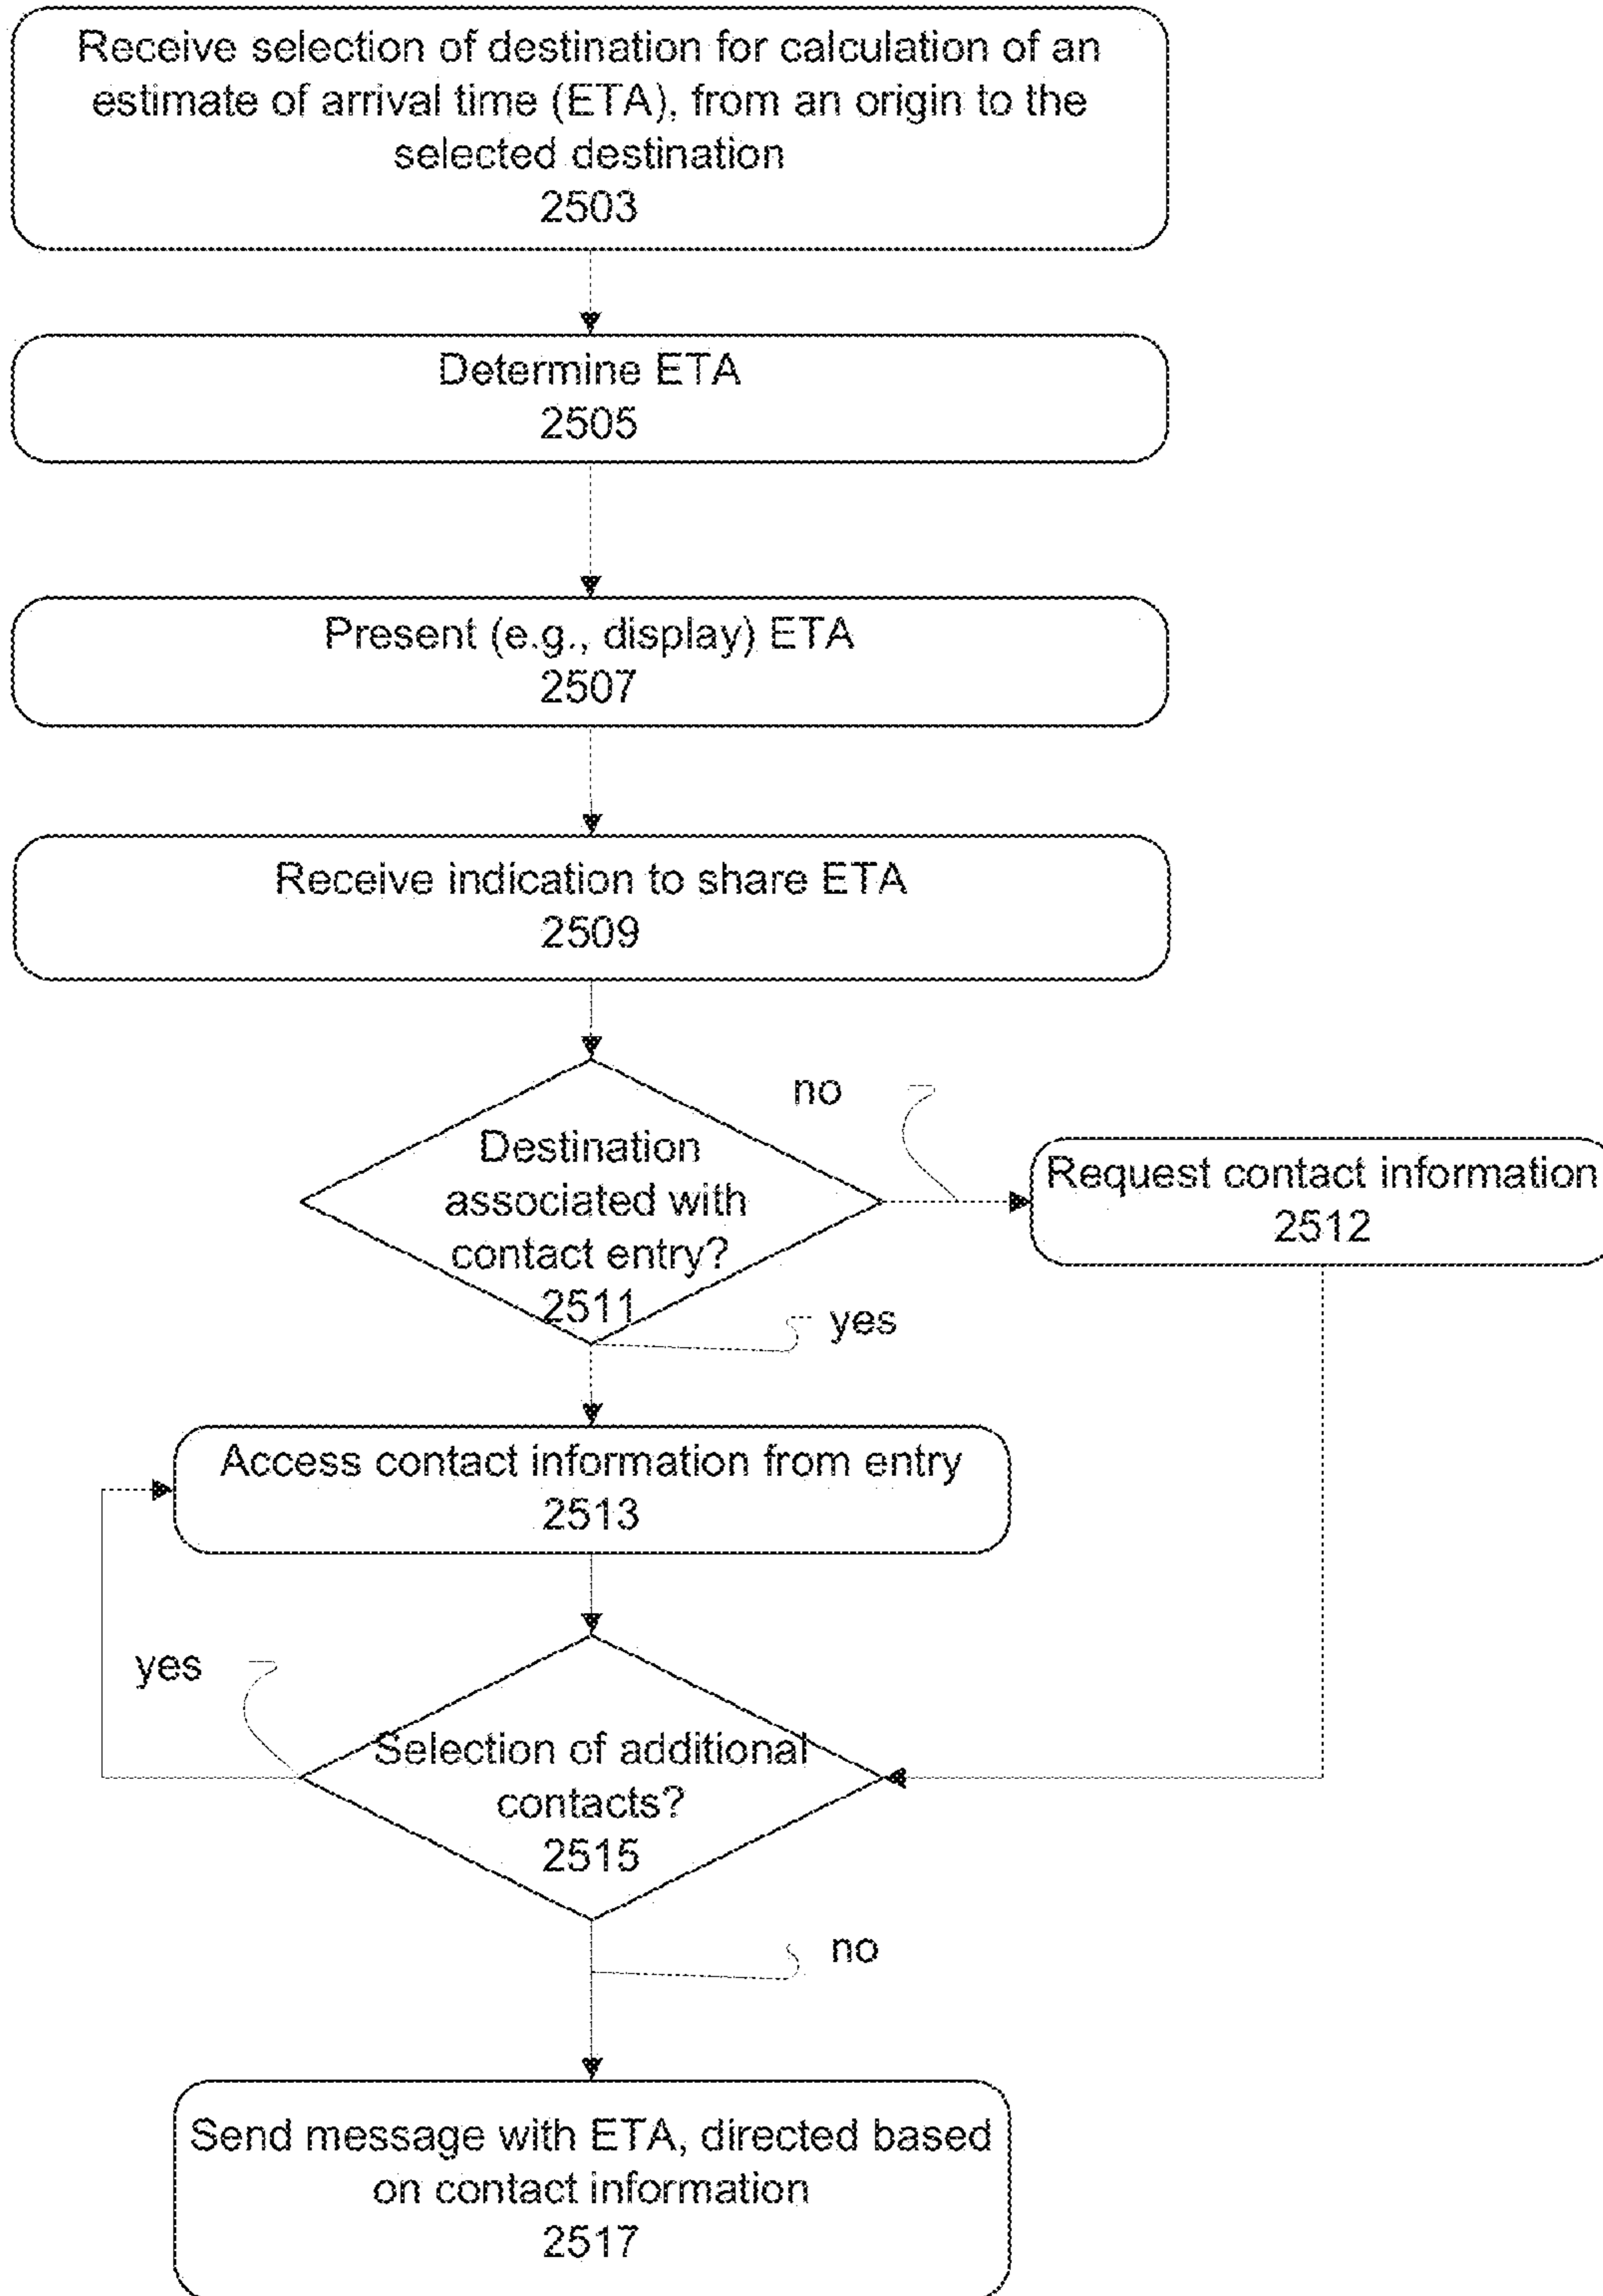 Receive selection of destination for calculation of an
estimate of arrival time (ETA), from an origin to the
selected destination
2503
Determine ETA
2505
Present (e.g., display) ETA
2507
Receive indication to share ETA
2509
no
Destination
associated with
contact entry?
2511
Request contact information
2512
yes
Access contact information from entry
2513
yes
Selection of additional
contacts?
2515
no
Send message with ETA, directed based
on contact information
2517